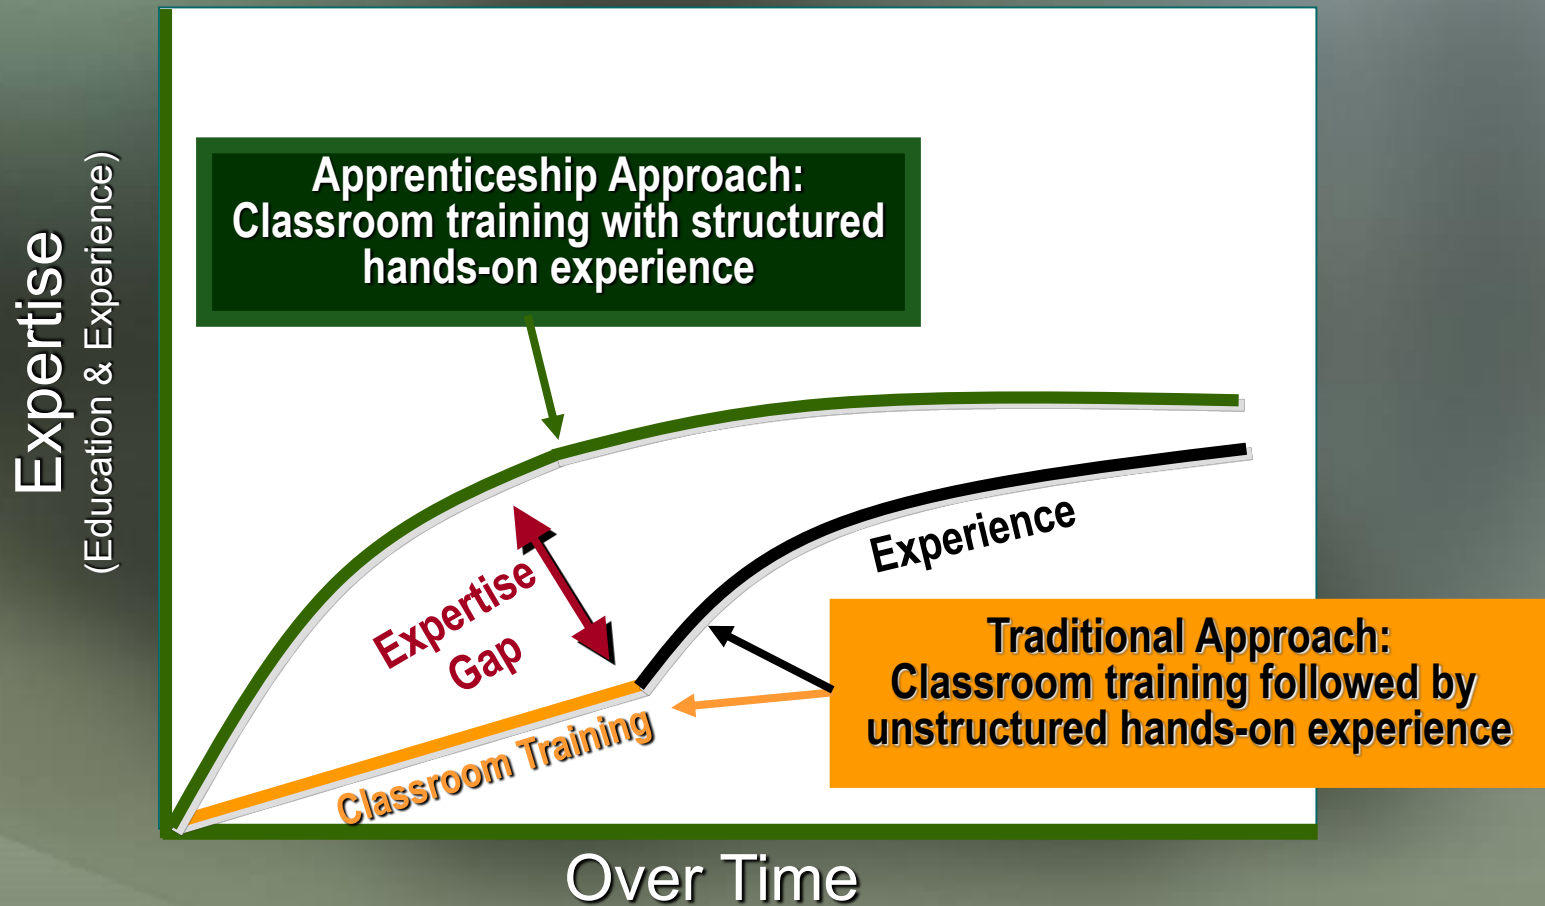 Expertise
(Education & Experience)
Apprenticeship Approach:
Classroom training with structured
hands-on experience
Expertise
Gap
Experience
Classroom Training
Traditional Approach:
Classroom training followed by
unstructured hands-on experience
Over Time